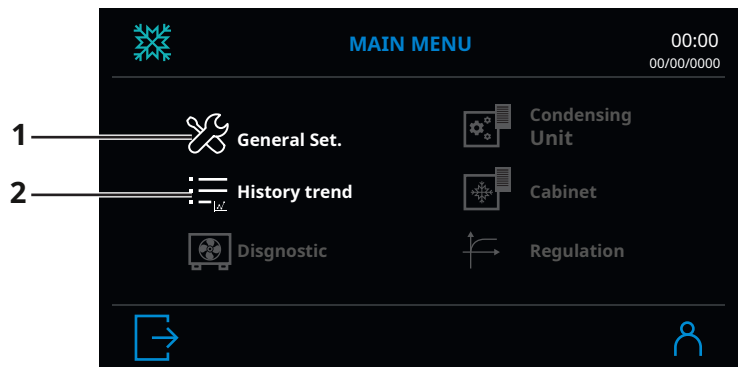 MAIN MENU
00:00
00/00/0000
1
General Set.
Condensing
Unit
2
History trend
Cabinet
Disgnostic
Regulation